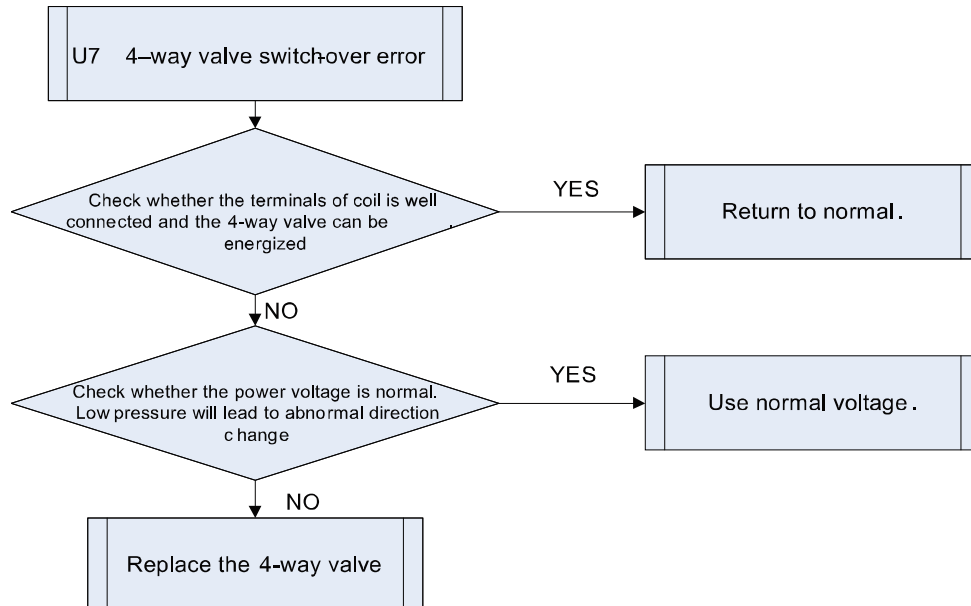 U7 4–way valve switch-over error
Check whether the terminals of coil is well
connected and the 4-way valve can be .
energized
YES
Return to normal.
NO
Check whether the power voltage is normal.
Low pressure will lead to abnormal direction
change
YES
Use normal voltage.
NO
Replace the 4-way valve